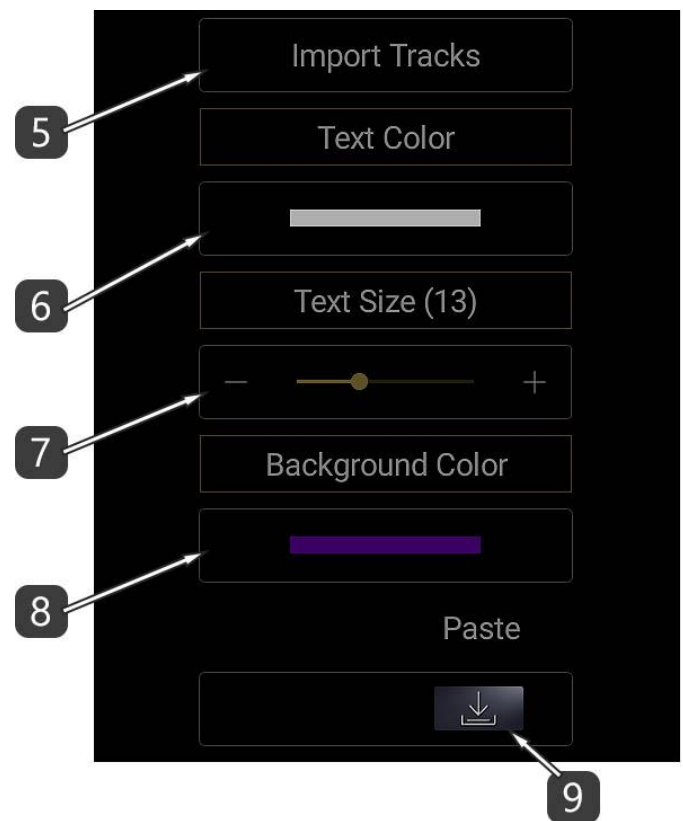 Import Tracks
5
Text Color
6
Text Size (13)
7
Background Color
8
Paste
9